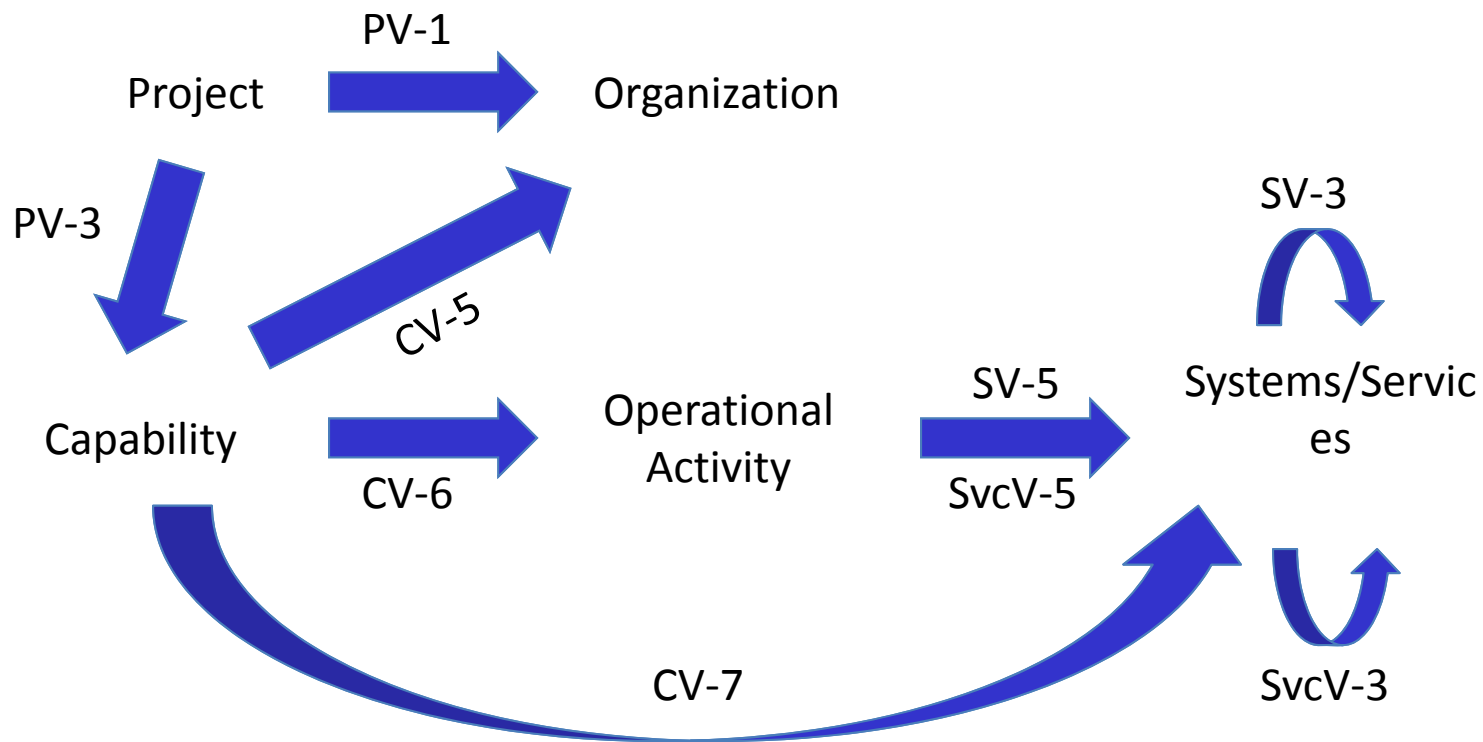 PV-1
Project
Organization
PV-3
SV-3
CV-5
Systems/Servic
es
Operational
Activity
SV-5
Capability
CV-6
SvcV-5
CV-7
SvcV-3